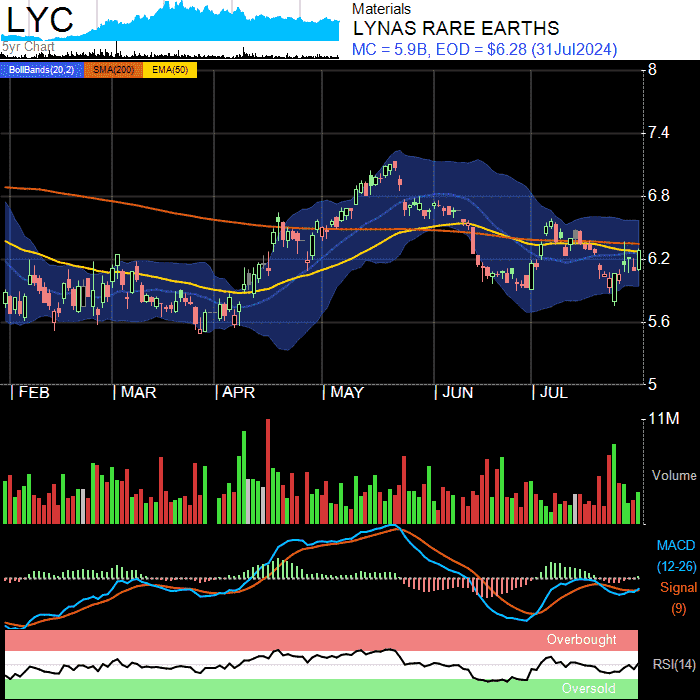 LYC
5yr Chart
Materials
LYNAS RARE EARTHS
MC = 5.9B, EOD = $6.28 (31Jul2024)
BollBands(20,2) SMA(200) EMA(50)
8
7.4
6.8
6.2
5.6
5
| FEB | MAR | APR | MAY | JUN | JUL
11M
Volume
MACD
(12-26)
Signal
(9)
Overbought
RSI(14)
Oversold